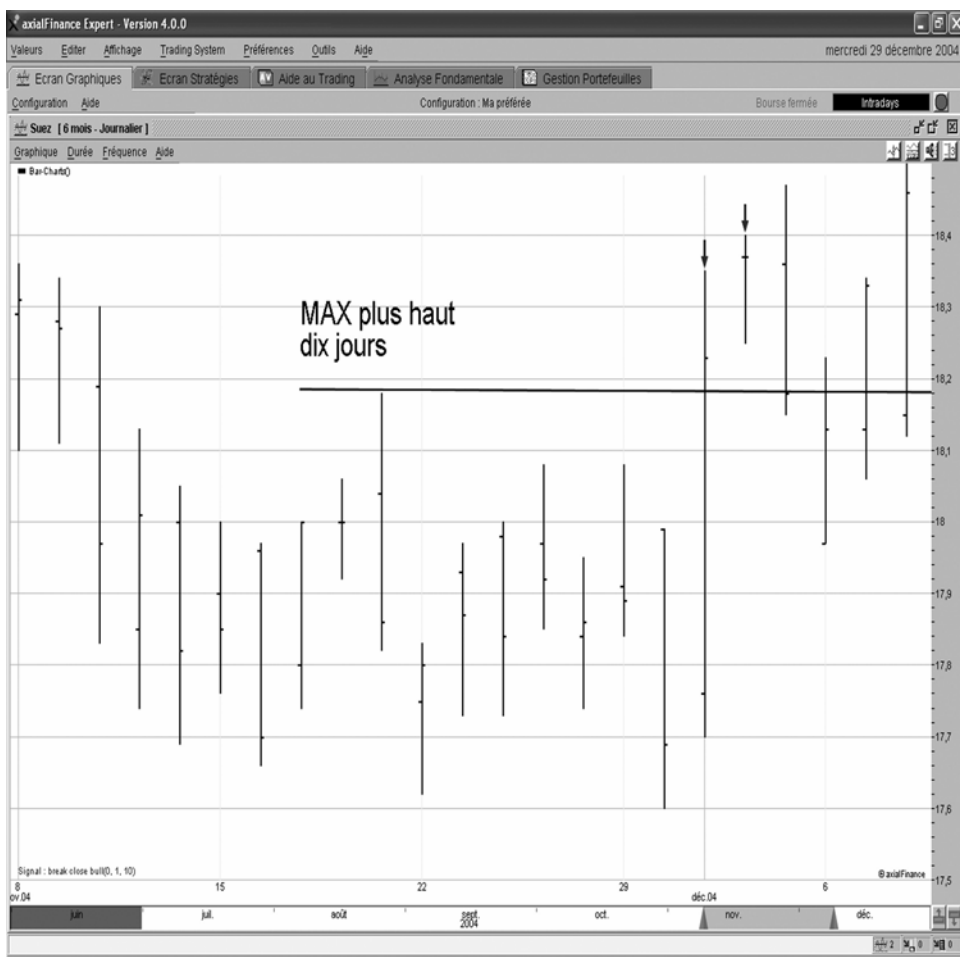 axialFinance Expert - Version 4.0.0
Valeurs Editer Affichage Trading System Préférences Outils Aide mercredi 29 décembre 2004
Ecran Graphiques Ecran Stratégies Aide au Trading Analyse Fondamentale Gestion Portefeuilles
Configuration Aide Configuration : Ma préférée Bourse fermée Intradays
Suez [ 6 mois - Journalier ]
Graphique Durée Fréquence Aide
Bar-Charts()
18,4
MAX plus haut
dix jours
18,3
18,2
18,1
18
17,9
17,8
17,7
17,6
17,5
Signal : break close bull(0, 1, 10)
© axialFinance
8 15 22 29 6
ov.04 déc.04
juin juil. août sept. oct. nov. déc.
2004
2 0 0